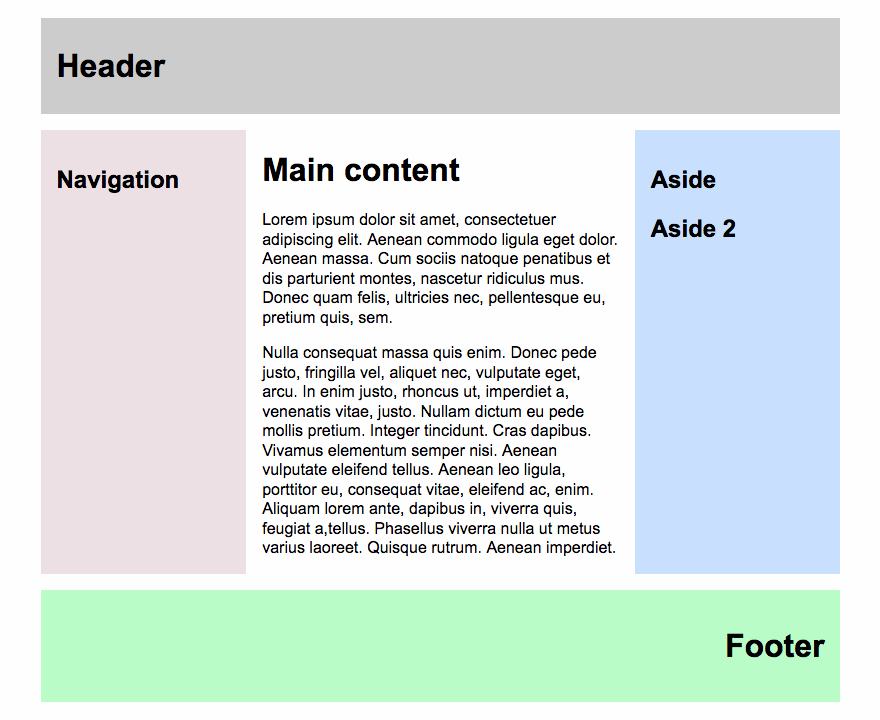 Header
Navigation
Main content
Lorem ipsum dolor sit amet, consectetuer
adipiscing elit. Aenean commodo ligula eget dolor.
Aenean massa. Cum sociis natoque penatibus et
dis parturient montes, nascetur ridiculus mus.
Donec quam felis, ultricies nec, pellentesque eu,
pretium quis, sem.
Nulla consequat massa quis enim. Donec pede
justo, fringilla vel, aliquet nec, vulputate eget,
arcu. In enim justo, rhoncus ut, imperdiet a,
venenatis vitae, justo. Nullam dictum eu pede
mollis pretium. Integer tincidunt. Cras dapibus.
Vivamus elementum semper nisi. Aenean
vulputate eleifend tellus. Aenean leo ligula,
porttitor eu, consequat vitae, eleifend ac, enim.
Aliquam lorem ante, dapibus in, viverra quis,
feugiat a,tellus. Phasellus viverra nulla ut metus
varius laoreet. Quisque rutrum. Aenean imperdiet.
Aside
Aside 2
Footer